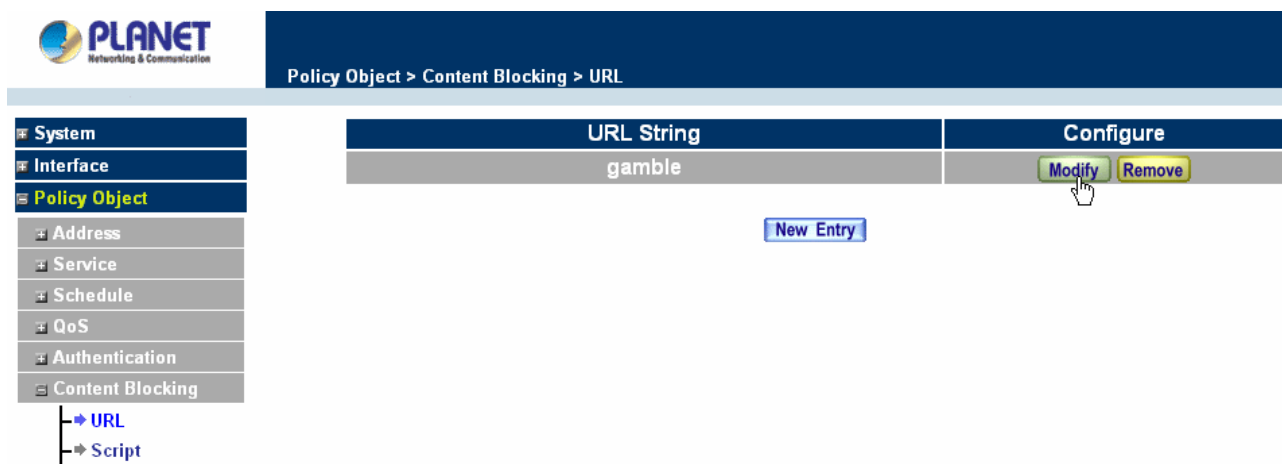 PLANET
Networking & Communication
Policy Object > Content Blocking > URL
System
Interface
Policy Object
Address
Service
Schedule
QoS
Authentication
Content Blocking
URL
Script
URL String Configure
gamble Modify Remove
New Entry